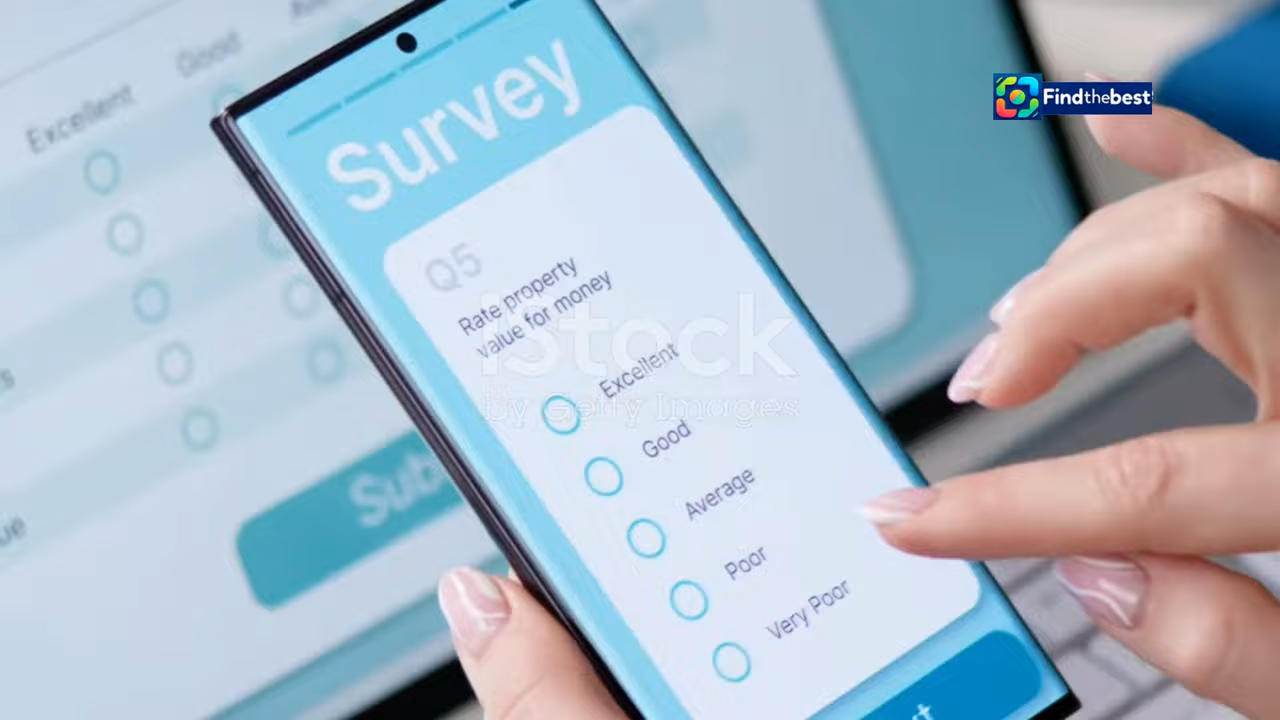 Good
Excellent
Survey
Findthebest
Q5
Rate property
value for money
iStock
by Getty Images
Excellent
Good
Average
Poor
Very Poor